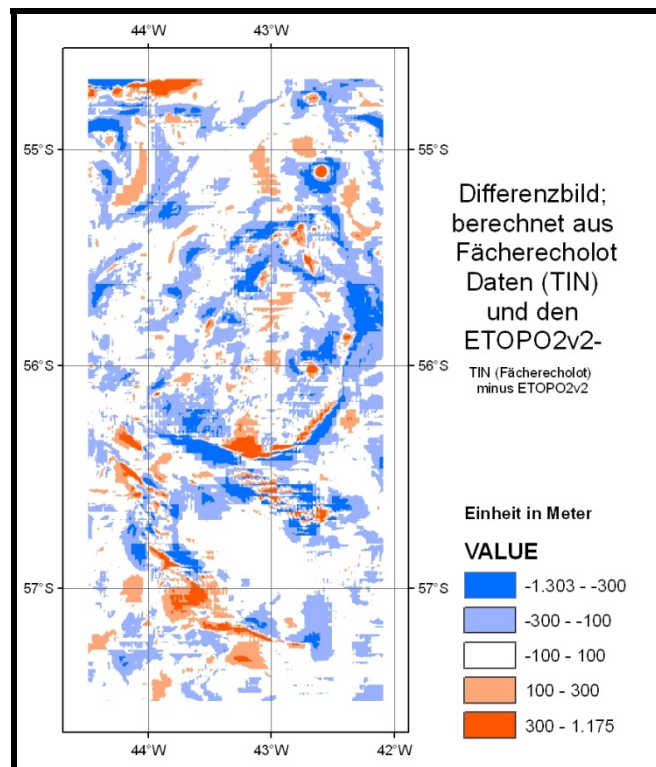 44°W 43°W
55°S 55°S
56°S 56°S
57°S 57°S
44°W 43°W 42°W
Differenzbild;
berechnet aus
Fächerecholot
Daten (TIN)
und den
ETOPO2v2-
TIN (Fächerecholot)
minus ETOPO2v2
Einheit in Meter
VALUE
-1.303 - -300
-300 - -100
-100 - 100
100 - 300
300 - 1.175